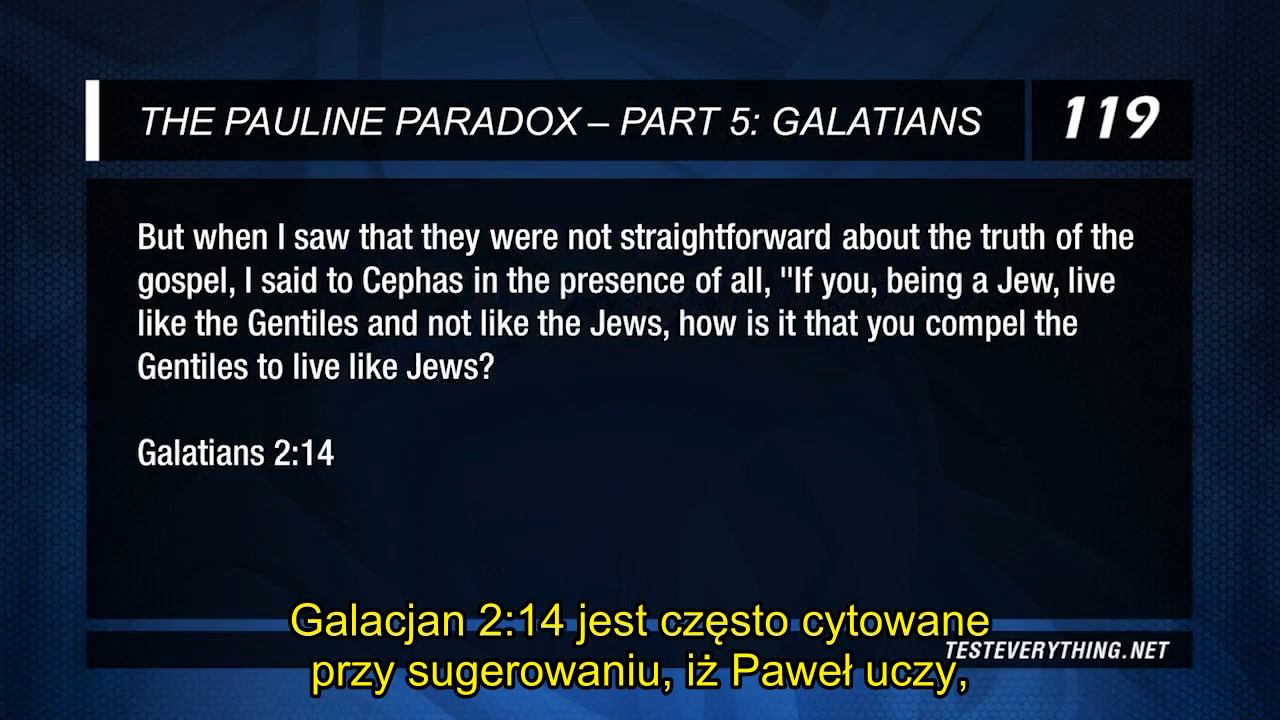 THE PAULINE PARADOX – PART 5: GALATIANS
119
But when I saw that they were not straightforward about the truth of the
gospel, I said to Cephas in the presence of all, "If you, being a Jew, live
like the Gentiles and not like the Jews, how is it that you compel the
Gentiles to live like Jews?
Galatians 2:14
Galacjan 2:14 jest często cytowane
przy sugerowaniu, iż Paweł uczy,
TESTEVERYTHING.NET